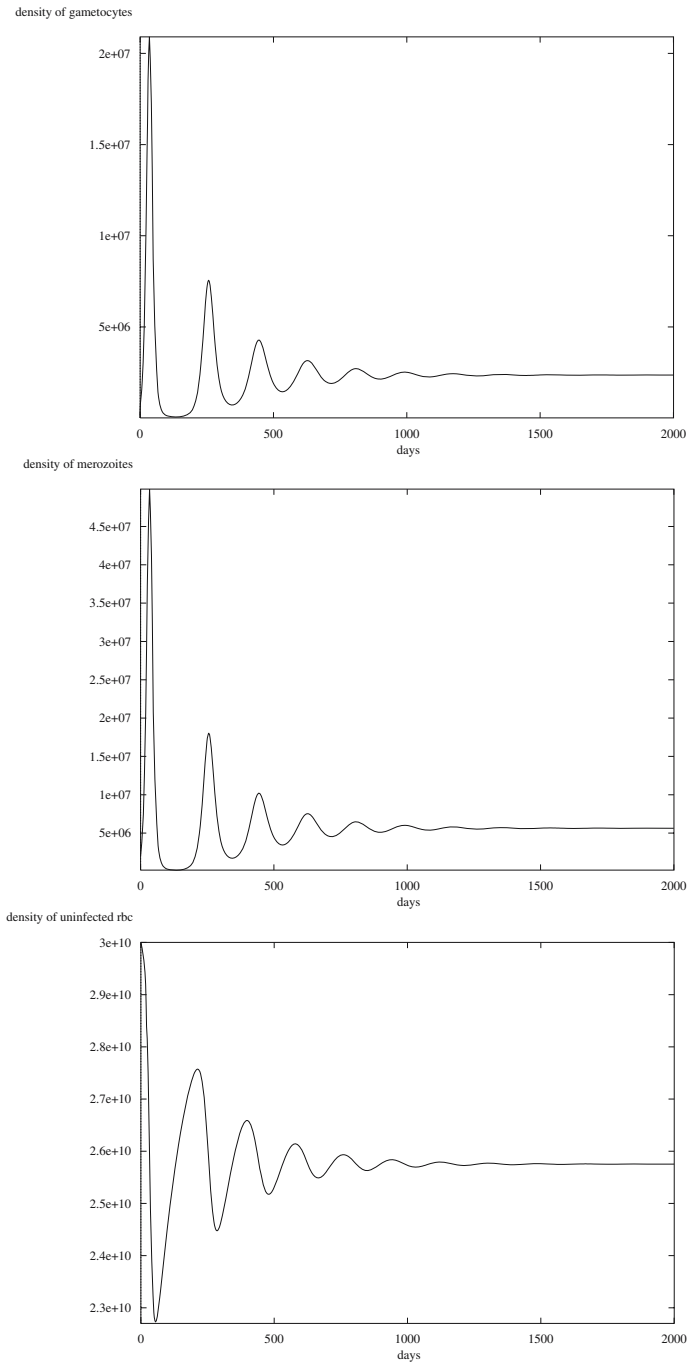 density of gametocytes
2e+07
1.5e+07
1e+07
5e+06
0 500 1000 1500 2000
days
density of merozoites
4.5e+07
4e+07
3.5e+07
3e+07
2.5e+07
2e+07
1.5e+07
1e+07
5e+06
0 500 1000 1500 2000
days
density of uninfected rbc
3e+10
2.9e+10
2.8e+10
2.7e+10
2.6e+10
2.5e+10
2.4e+10
2.3e+10
0 500 1000 1500 2000
days